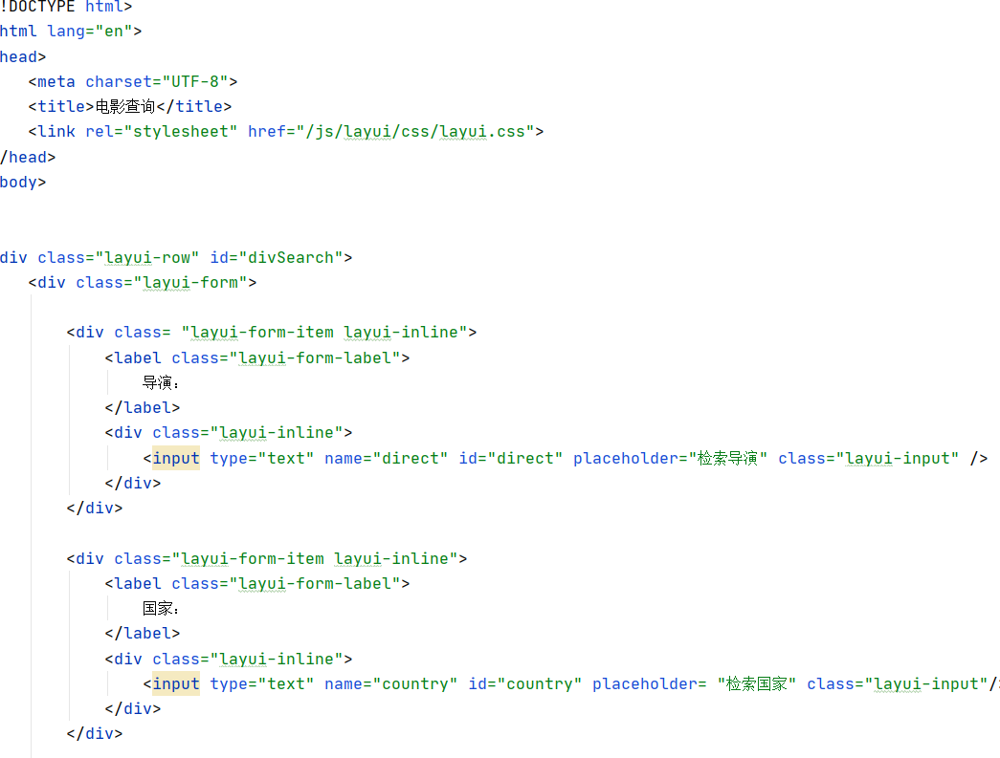 !DOCTYPE html>
html lang="en">
head>
<meta charset="UTF-8">
<title>电影查询</title>
<link rel="stylesheet" href="/js/layui/css/layui.css">
/head>
body>
div class="layui-row" id="divSearch">
<div class="layui-form">
<div class= "layui-form-item layui-inline">
<label class="layui-form-label">
导演：
</label>
<div class="layui-inline">
<input type="text" name="direct" id="direct" placeholder="检索导演" class="layui-input" />
</div>
</div>
<div class="layui-form-item layui-inline">
<label class="layui-form-label">
国家：
</label>
<div class="layui-inline">
<input type="text" name="country" id="country" placeholder= "检索国家" class="layui-input"/>
</div>
</div>